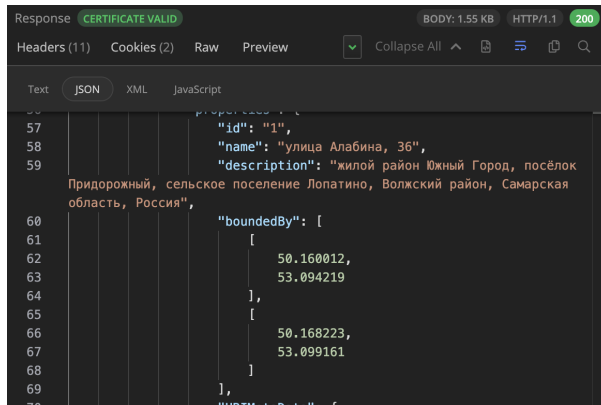 Response CERTIFICATE VALID BODY: 1.55 KB HTTP/1.1 200
Headers (11) Cookies (2) Raw Preview Collapse All
Text JSON XML JavaScript
57 "id": "1",
58 "name": "улица Алабина, 36",
59 "description": "жилой район Южный Город, посёлок
Придорожный, сельское поселение Лопатино, Волжский район, Самарская
область, Россия",
60 "boundedBy": [
61 [
62 50.160012,
63 53.094219
64 ],
65 [
66 50.168223,
67 53.099161
68 ]
69 ],